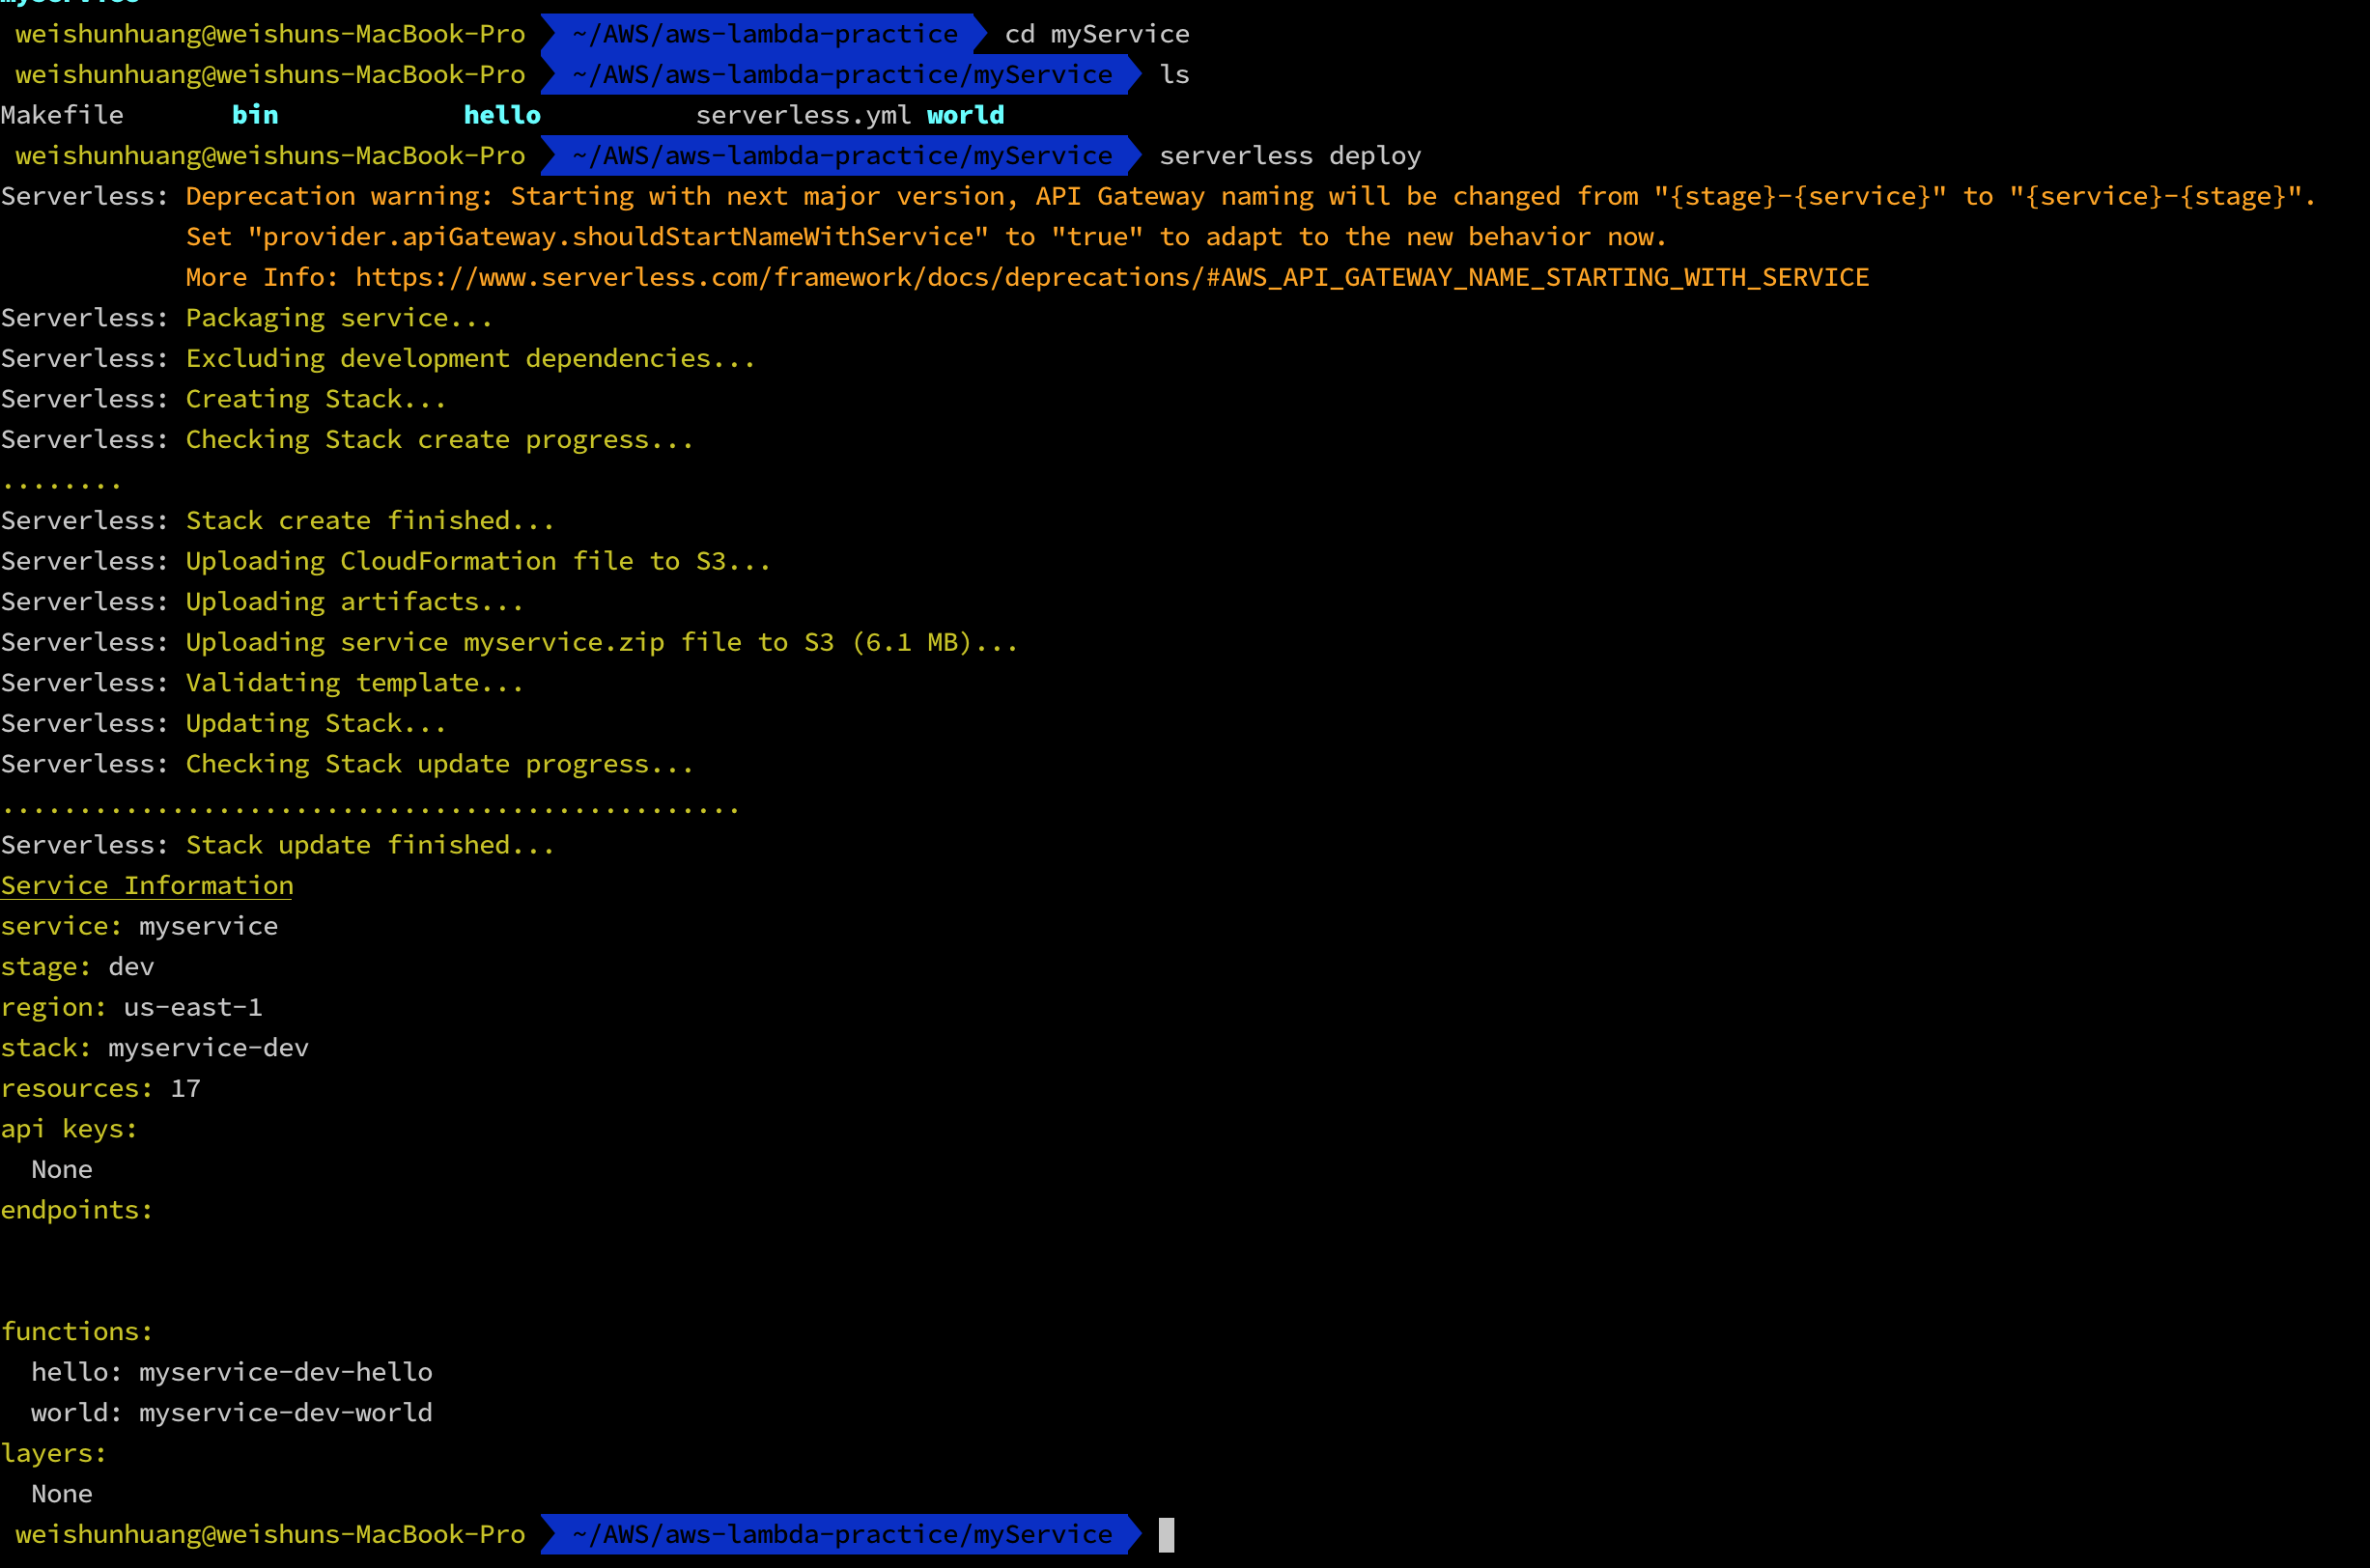 myService
weishunhuang@weishuns-MacBook-Pro ~/AWS/aws-lambda-practice cd myService
weishunhuang@weishuns-MacBook-Pro ~/AWS/aws-lambda-practice/myService ls
Makefile bin hello serverless.yml world
weishunhuang@weishuns-MacBook-Pro ~/AWS/aws-lambda-practice/myService serverless deploy
Serverless: Deprecation warning: Starting with next major version, API Gateway naming will be changed from "{stage}-{service}" to "{service}-{stage}".
Set "provider.apiGateway.shouldStartNameWithService" to "true" to adapt to the new behavior now.
More Info: https://www.serverless.com/framework/docs/deprecations/#AWS_API_GATEWAY_NAME_STARTING_WITH_SERVICE
Serverless: Packaging service...
Serverless: Excluding development dependencies...
Serverless: Creating Stack...
Serverless: Checking Stack create progress...
........
Serverless: Stack create finished...
Serverless: Uploading CloudFormation file to S3...
Serverless: Uploading artifacts...
Serverless: Uploading service myservice.zip file to S3 (6.1 MB)...
Serverless: Validating template...
Serverless: Updating Stack...
Serverless: Checking Stack update progress...
................................................
Serverless: Stack update finished...
Service Information
service: myservice
stage: dev
region: us-east-1
stack: myservice-dev
resources: 17
api keys:
None
endpoints:
functions:
hello: myservice-dev-hello
world: myservice-dev-world
layers:
None
weishunhuang@weishuns-MacBook-Pro ~/AWS/aws-lambda-practice/myService